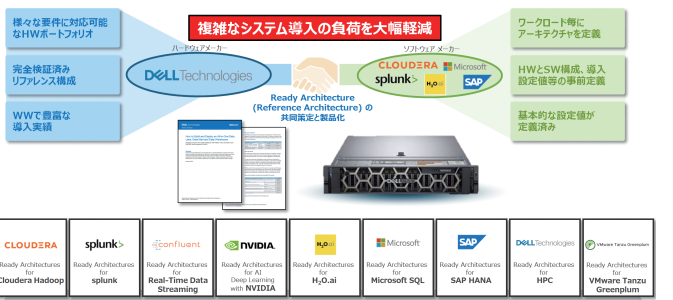 複雑なシステム導入の負荷を大幅軽減
様々な要件に対応可能
なHWポートフォリオ
完全検証済み
リファレンス構成
WWで豊富な
導入実績
ハードウェアメーカー
DELLTechnologies
ソフトウェア メーカー
CLOUDERA
Microsoft
splunk>
H2O.ai
SAP
ワークロード毎に
アーキテクチャを定義
HWとSW構成、導入
設定値等の事前定義
基本的な設定値が
定義済み
Ready Architecture
(Reference Architecture) の
共同策定と製品化
CLOUDERA
Ready Architectures
for
Cloudera Hadoop
splunk>
Ready Architectures
for
splunk
confluent
Ready Architectures
for
Real-Time Data
Streaming
NVIDIA.
Ready Architectures
for AI
Deep Learning
with NVIDIA
H2O.ai
Ready Architectures
for
H2O.ai
Microsoft
Ready Architectures
for
Microsoft SQL
SAP
Ready Architectures
for
SAP HANA
DELLTechnologies
Ready Architectures
for
HPC
VMware Tanzu Greenplum
Ready Architectures
for
VMware Tanzu
Greenplum